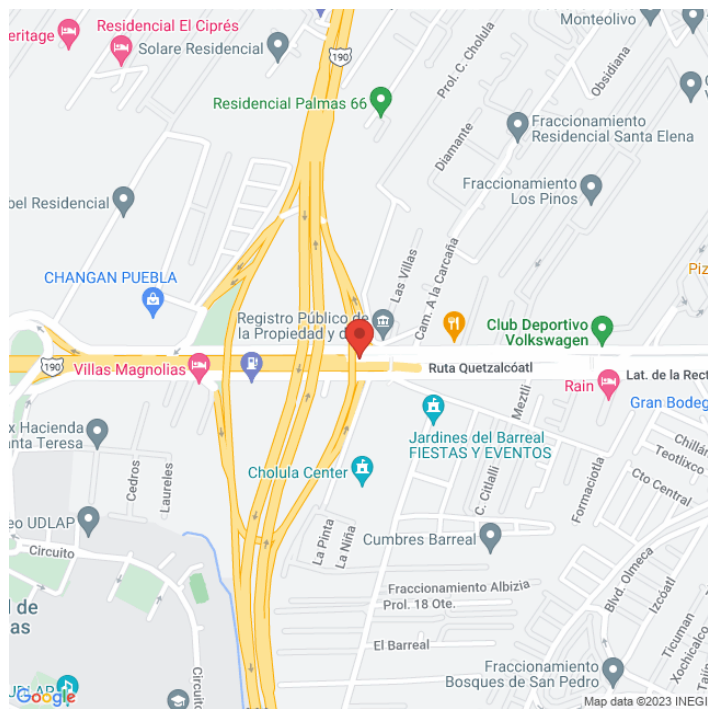 Monteolivo
Residencial El Ciprés
eritage
Solare Residencial
190
Prol. C. Cholula
Obsidiana
Residencial Palmas 66
Diamante
Fraccionamiento
Residencial Santa Elena
Fraccionamiento
Los Pinos
bel Residencial
Cam. A la Carcaña
Las Villas
CHANGAN PUEBLA
Piz
Registro Público de
la Propiedad y d
Club Deportivo
Volkswagen
190
Villas Magnolias
Ruta Quetzalcóatl
Lat. de la Rect
Rain
Gran Bodeg
Meztli
x Hacienda
anta Teresa
Jardines del Barreal
FIESTAS Y EVENTOS
Chillán
Teotlixco
Cto Central
Formaciotla
Cedros
Laureles
Cholula Center
C. Citlalli
eo UDLAP
Circuito
La Pinta
La Niña
Cumbres Barreal
Blvd. Olmeca
Izcóatl
Fraccionamiento Albizia
Prol. 18 Ote.
l de
as
Ticuman
Xochicalco
Tajín
El Barreal
Circuito
Fraccionamiento
Bosques de San Pedro
UDLAP
Google
Map data ©2023 INEGI